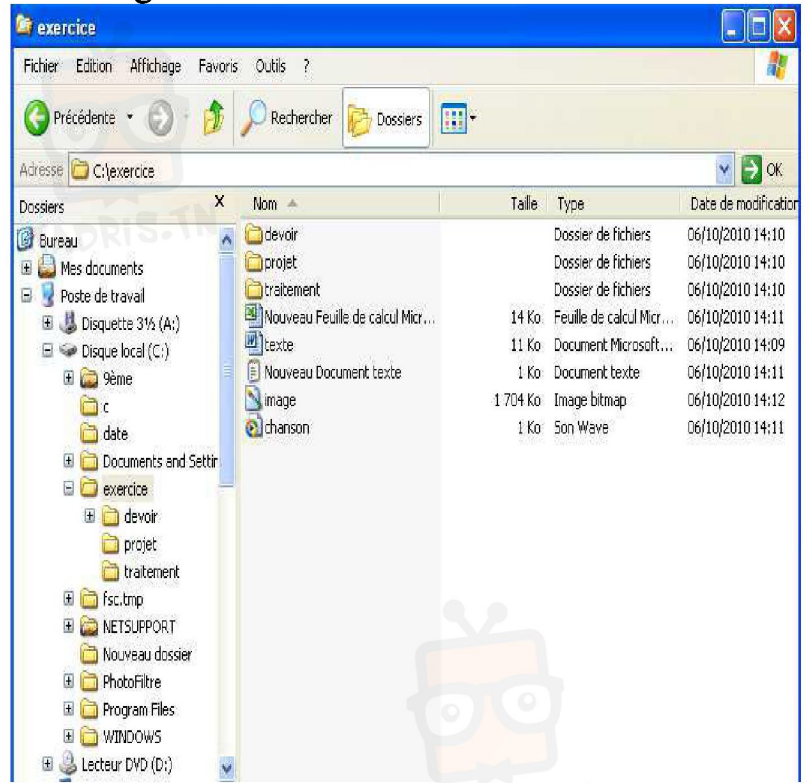 exercice
Fichier Edition Affichage Favoris Outils ?
Précédente Rechercher Dossiers
Adresse C:\exercice OK
Dossiers X
Bureau
Mes documents
Poste de travail
Disquette 3½ (A:)
Disque local (C:)
9ème
c
date
Documents and Settir
exercice
devoir
projet
traitement
fsc.tmp
NETSUPPORT
Nouveau dossier
PhotoFiltre
Program Files
WINDOWS
Lecteur DVD (D:)
Nom Taille Type Date de modification
devoir Dossier de fichiers 06/10/2010 14:10
projet Dossier de fichiers 06/10/2010 14:10
traitement Dossier de fichiers 06/10/2010 14:10
Nouveau Feuille de calcul Micr... 14 Ko Feuille de calcul Micr... 06/10/2010 14:11
texte 11 Ko Document Microsoft... 06/10/2010 14:09
Nouveau Document texte 1 Ko Document texte 06/10/2010 14:11
image 1 704 Ko Image bitmap 06/10/2010 14:12
chanson 1 Ko Son Wave 06/10/2010 14:11